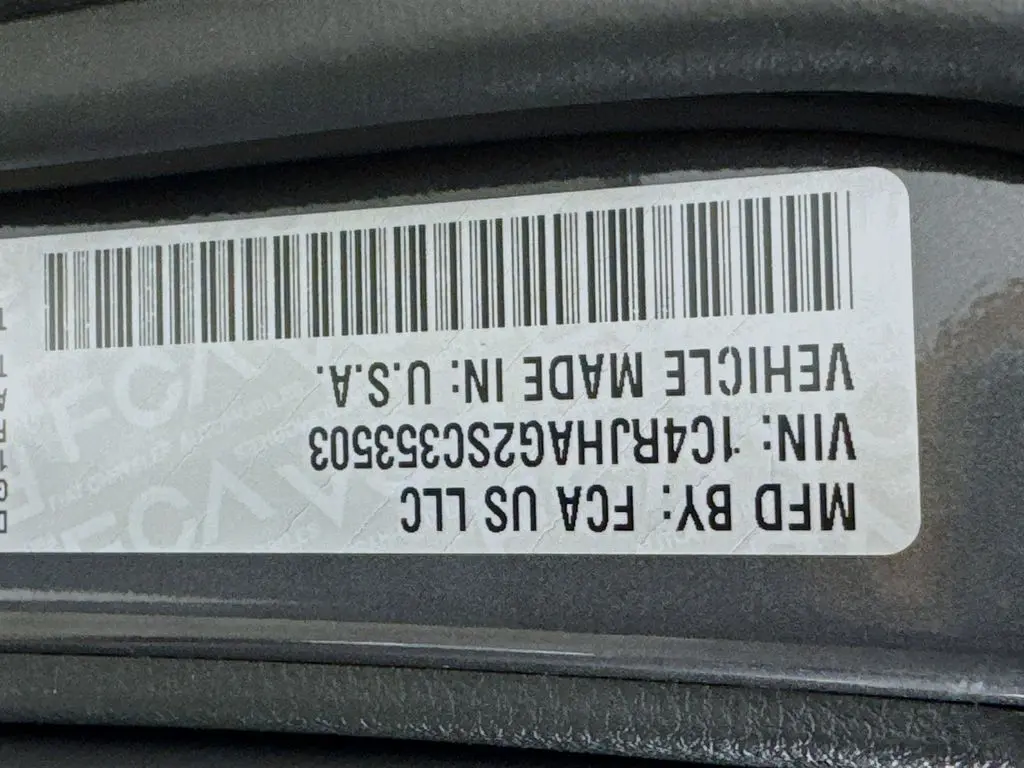 MFD BY: FCA US LLC
VIN: 1C4RJHAG2SC353503
VEHICLE MADE IN: U.S.A.